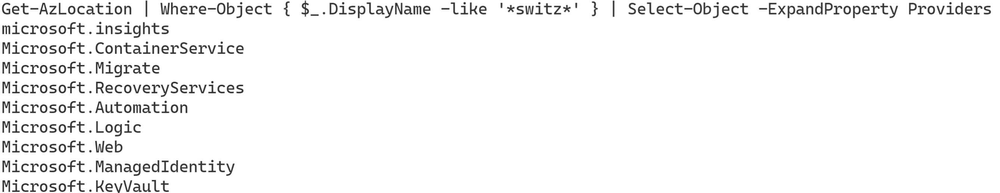 Get-AzLocation | Where-Object { $_.DisplayName -like '*switz*' } | Select-Object -ExpandProperty Providers
microsoft.insights
Microsoft.ContainerService
Microsoft.Migrate
Microsoft.RecoveryServices
Microsoft.Automation
Microsoft.Logic
Microsoft.Web
Microsoft.ManagedIdentity
Microsoft.KeyVault